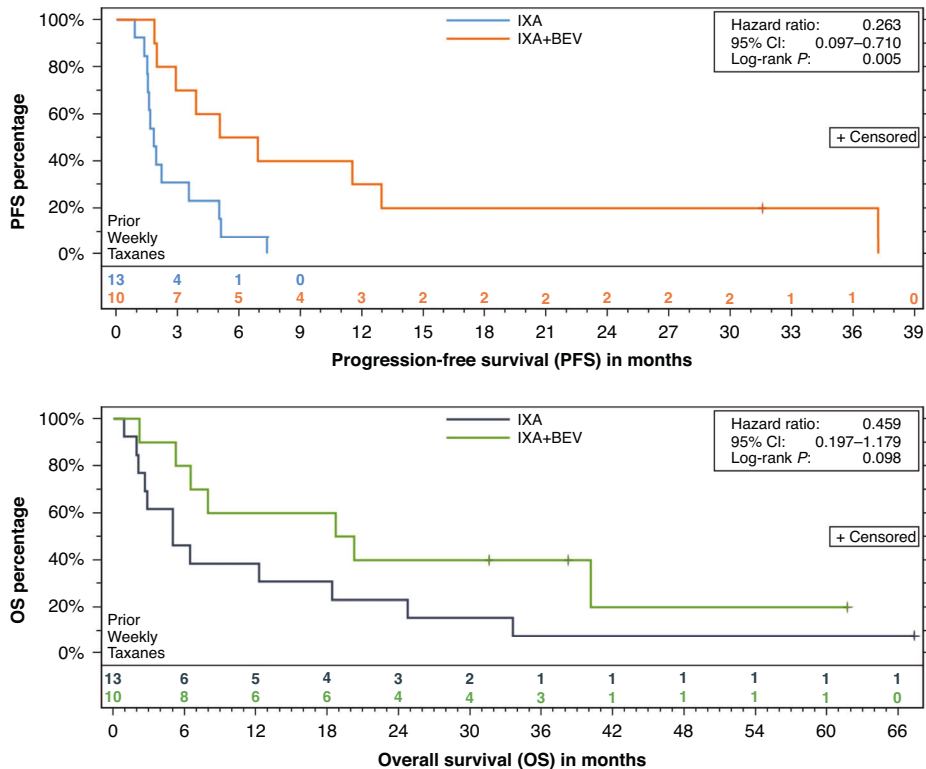 100%
80%
60%
40%
20%
0%
PFS percentage
IXA
IXA+BEV
Hazard ratio: 0.263
95% CI: 0.097–0.710
Log-rank P: 0.005
+ Censored
Prior
Weekly
Taxanes
13 4 1 0
10 7 5 4 3 2 2 2 2 2 2 1 1 0
0 3 6 9 12 15 18 21 24 27 30 33 36 39
Progression-free survival (PFS) in months
100%
80%
60%
40%
20%
0%
OS percentage
IXA
IXA+BEV
Hazard ratio: 0.459
95% CI: 0.197–1.179
Log-rank P: 0.098
+ Censored
Prior
Weekly
Taxanes
13 6 5 4 3 2 1 1 1 1 1 1
10 8 6 6 4 4 3 1 1 1 1 0
0 6 12 18 24 30 36 42 48 54 60 66
Overall survival (OS) in months